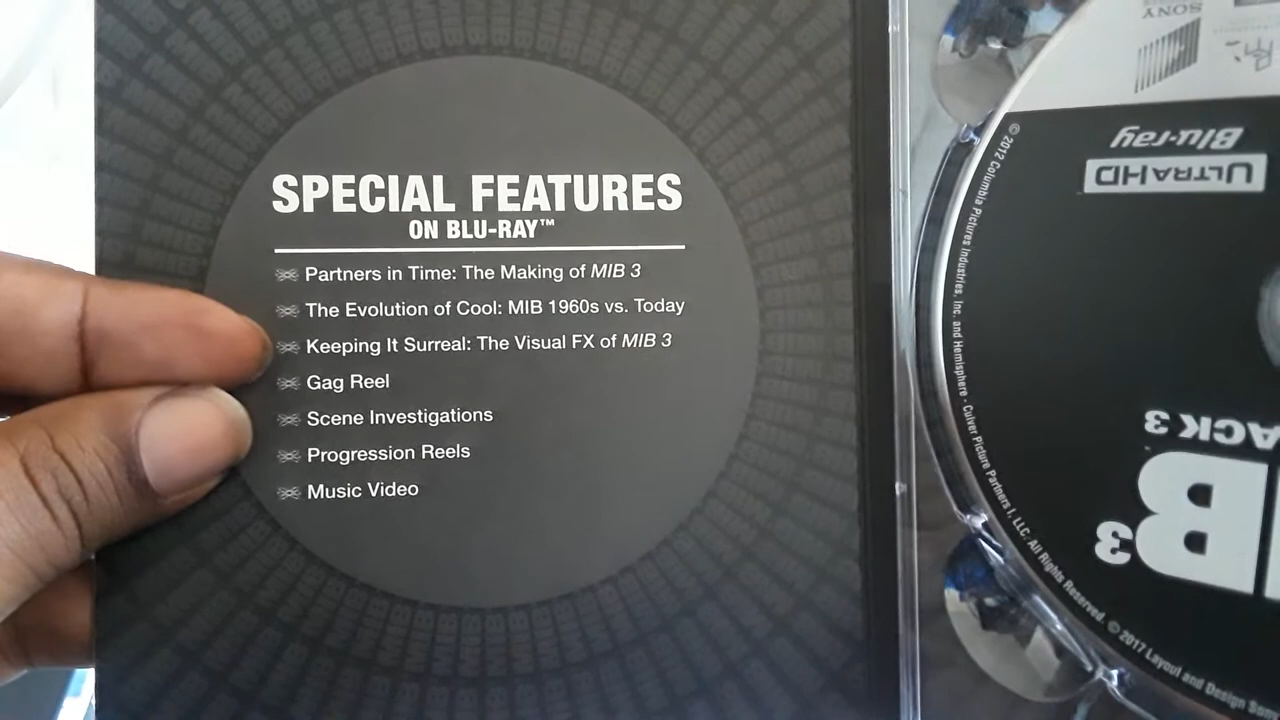 SPECIAL FEATURES
ON BLU-RAY™
Partners in Time: The Making of MIB 3
The Evolution of Cool: MIB 1960s vs. Today
Keeping It Surreal: The Visual FX of MIB 3
Gag Reel
Scene Investigations
Progression Reels
Music Video
SONY
Blu-ray
ULTRA HD
© 2012 Columbia Pictures Industries, Inc. and Hemisphere - Culver Picture Partners I, LLC. All Rights Reserved. © 2017 Layout and Design
ACK 3
B
3